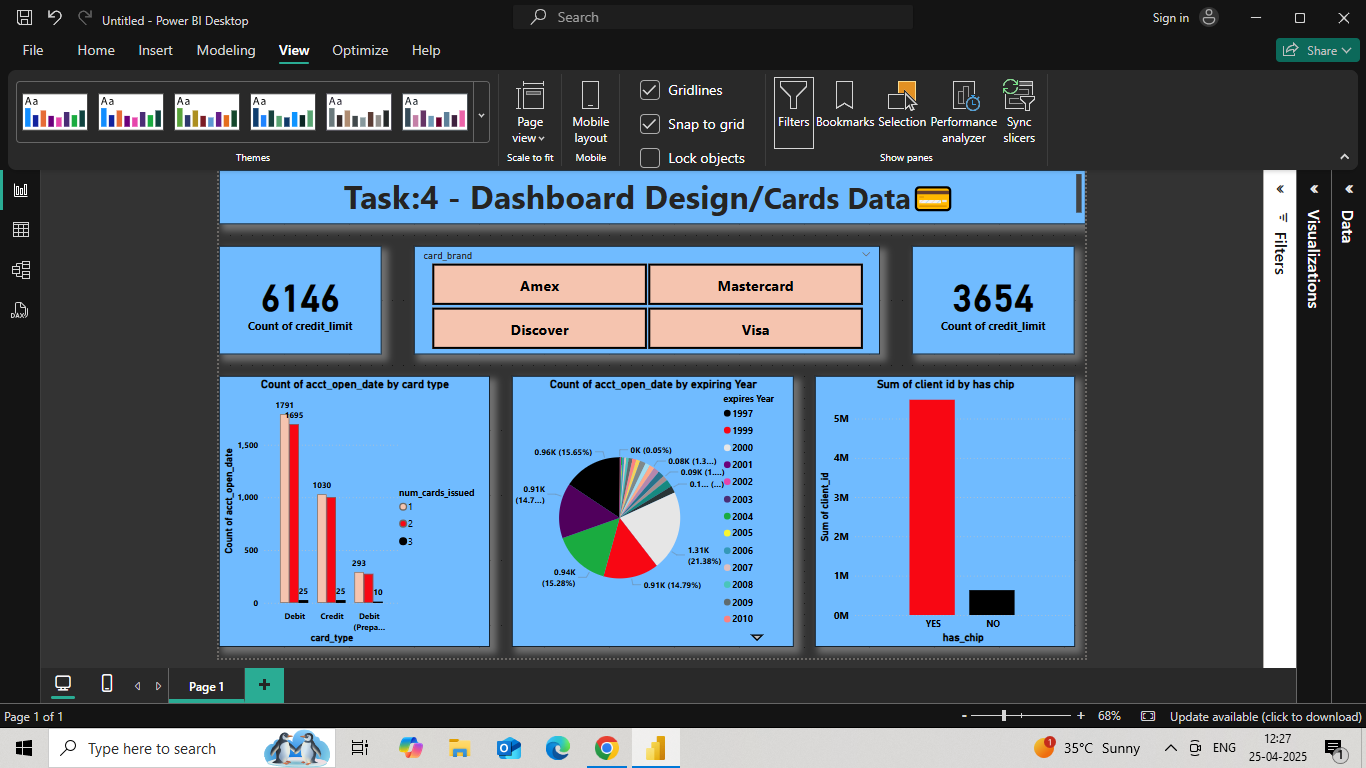 Untitled - Power BI Desktop
Search
Sign in
File Home Insert Modeling View Optimize Help
Share
Aa Aa Aa Aa Aa Aa
Page view
Mobile layout
Gridlines
Snap to grid
Lock objects
Filters Bookmarks Selection Performance analyzer Sync slicers
Themes Scale to fit Mobile Show panes
Task:4 - Dashboard Design/Cards Data
6146
Count of credit_limit
card_brand
Amex Mastercard
Discover Visa
3654
Count of credit_limit
Count of acct_open_date by card type
1791
1695
1,500
1,000
500
0
1030
293
25
25
10
Count of acct_open_date
Debit Credit Debit (Prepa...
card_type
num_cards_issued
1
2
3
Count of acct_open_date by expiring Year
expires Year
1997
1999
2000
2001
2002
2003
2004
2005
2006
2007
2008
2009
2010
0.96K (15.65%)
0K (0.05%)
0.08K (1.3...)
0.09K (1....)
0.1... (...)
0.91K (14.7...)
1.31K (21.38%)
0.94K (15.28%)
0.91K (14.79%)
Sum of client id by has chip
5M
4M
3M
2M
1M
0M
Sum of client_id
YES NO
has_chip
Filters
Visualizations
Data
DAX
Page 1
Page 1 of 1
- + 68%
Update available (click to download)
Type here to search
1
35°C Sunny
ENG
12:27
25-04-2025
1